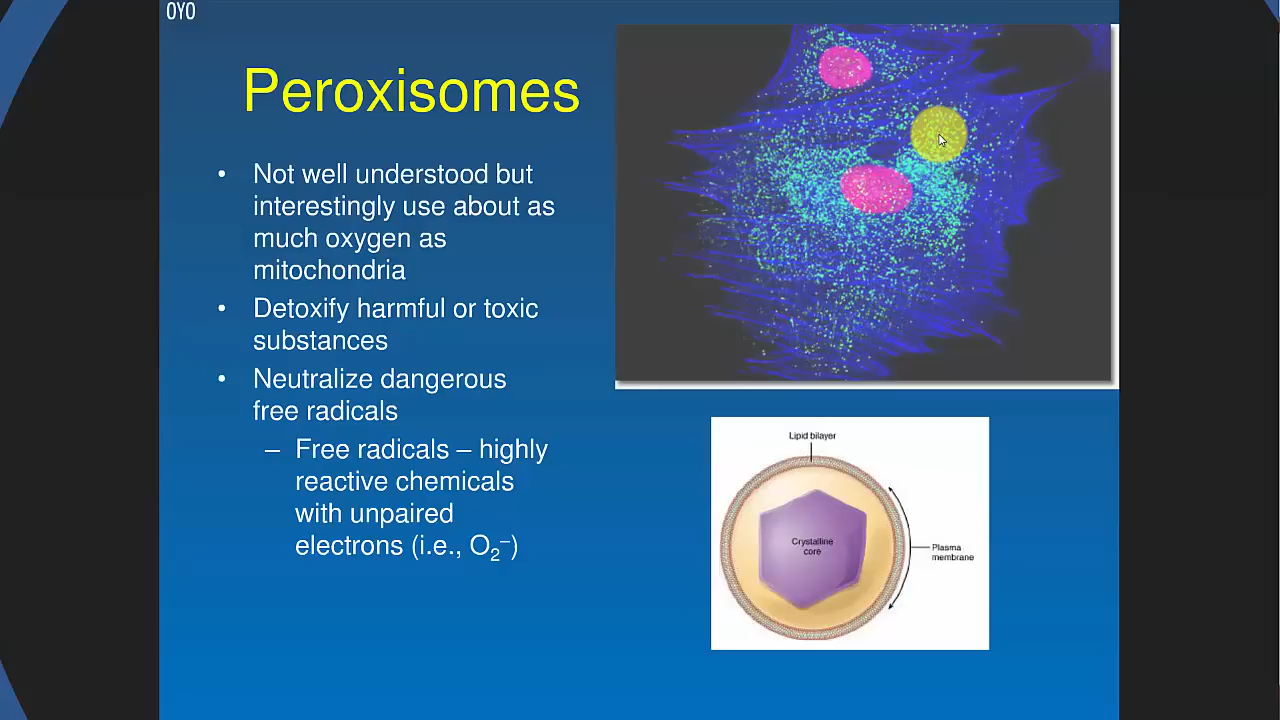 OYO
Peroxisomes
• Not well understood but
interestingly use about as
much oxygen as
mitochondria
• Detoxify harmful or toxic
substances
• Neutralize dangerous
free radicals
– Free radicals – highly
reactive chemicals
with unpaired
electrons (i.e., O₂⁻)
Lipid bilayer
Crystalline
core
Plasma
membrane